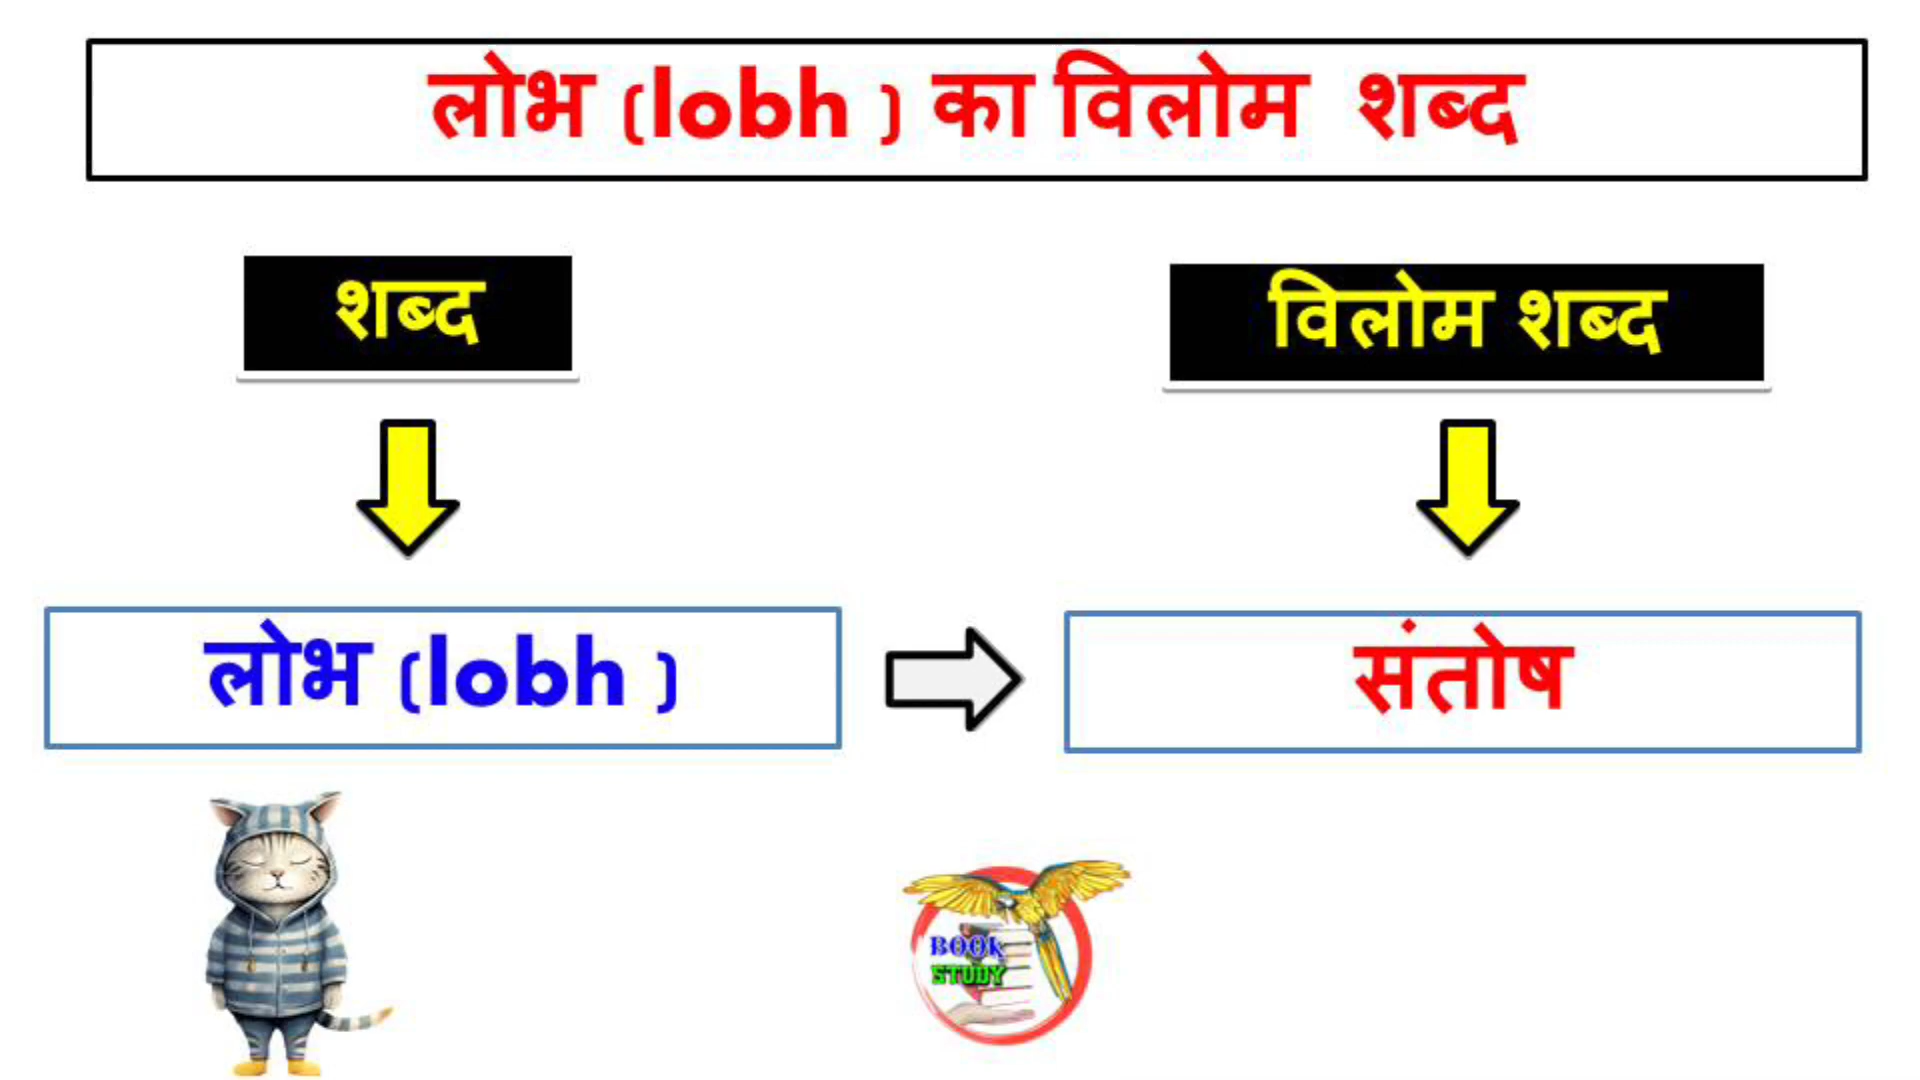 लोभ (lobh ) का विलोम शब्द
शब्द
विलोम शब्द
लोभ (lobh )
संतोष
BOOK
STUDY